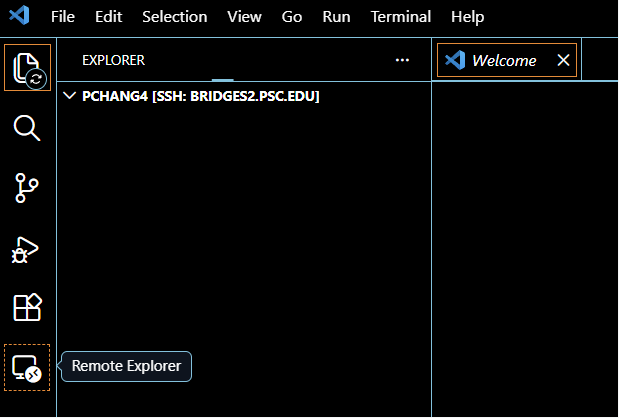 File Edit Selection View Go Run Terminal Help
EXPLORER ···
Welcome
PCHANG4 [SSH: BRIDGES2.PSC.EDU]
Remote Explorer